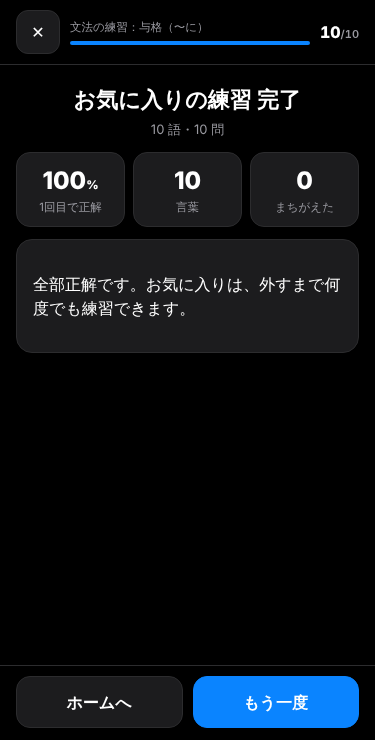 ×
文法の練習：与格（〜に）
10/10
お気に入りの練習 完了
10 語・10 問
100%
1回目で正解
10
言葉
0
まちがえた
全部正解です。お気に入りは、外すまで何
度でも練習できます。
ホームへ
もう一度